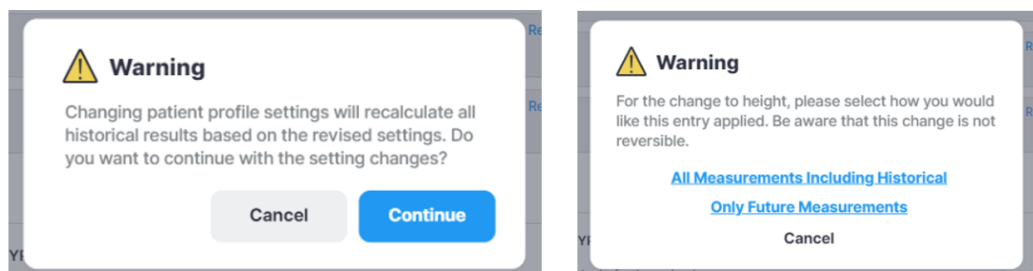 Warning
Changing patient profile settings will recalculate all
historical results based on the revised settings. Do
you want to continue with the setting changes?
Cancel
Continue
Re
Re
YF
Warning
For the change to height, please select how you would
like this entry applied. Be aware that this change is not
reversible.
All Measurements Including Historical
Only Future Measurements
Cancel
R
R